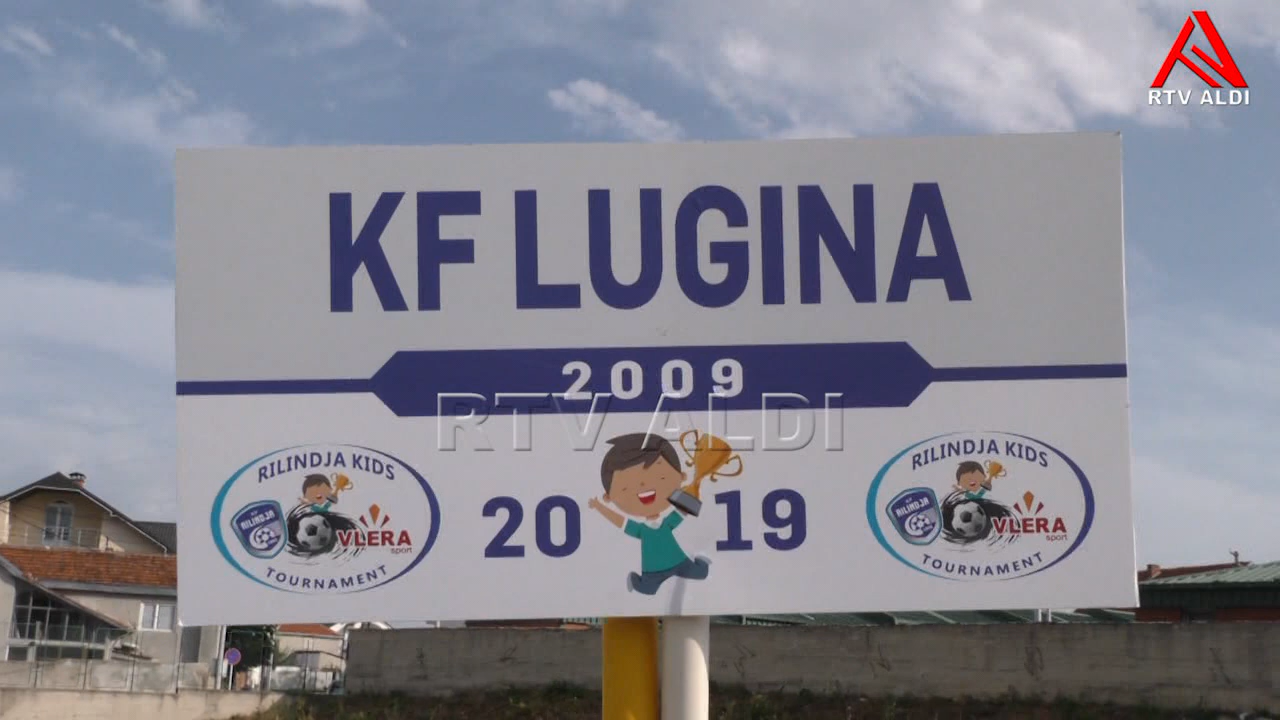 RTV ALDI
KF LUGINA
2009
RTV ALDI
RILINDJA KIDS
RILINDJA
VLERA
sport
TOURNAMENT
20 19
RILINDJA KIDS
RILINDJA
VLERA
sport
TOURNAMENT